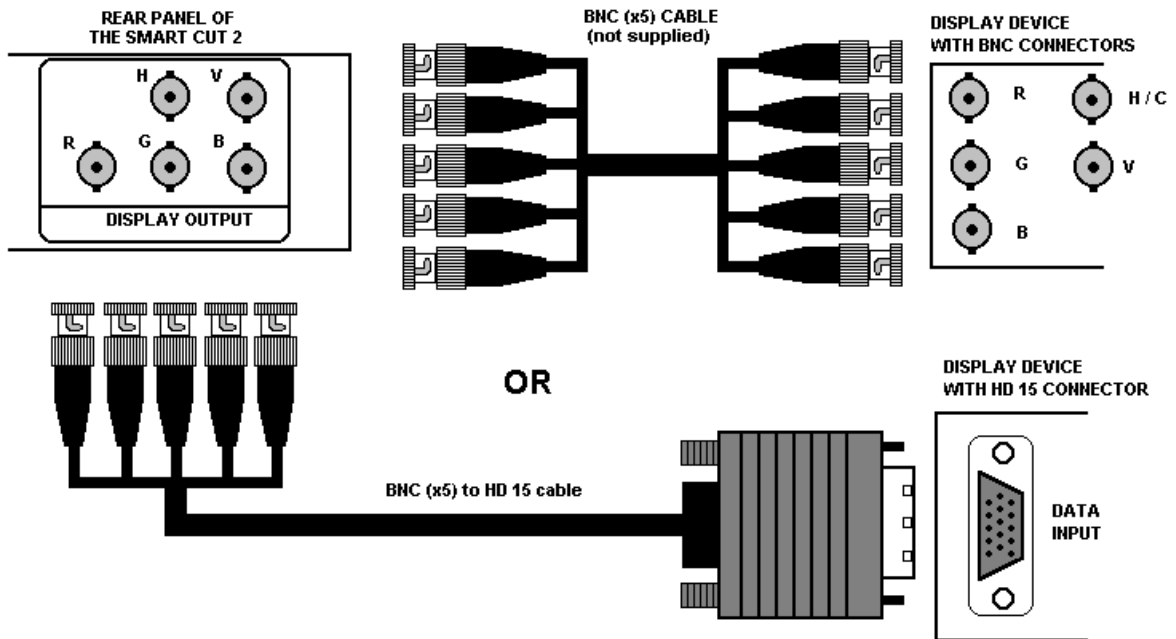 REAR PANEL OF
THE SMART CUT 2
H
V
R
G
B
DISPLAY OUTPUT
BNC (x5) CABLE
(not supplied)
DISPLAY DEVICE
WITH BNC CONNECTORS
R
H / C
G
V
B
OR
BNC (x5) to HD 15 cable
DISPLAY DEVICE
WITH HD 15 CONNECTOR
DATA
INPUT